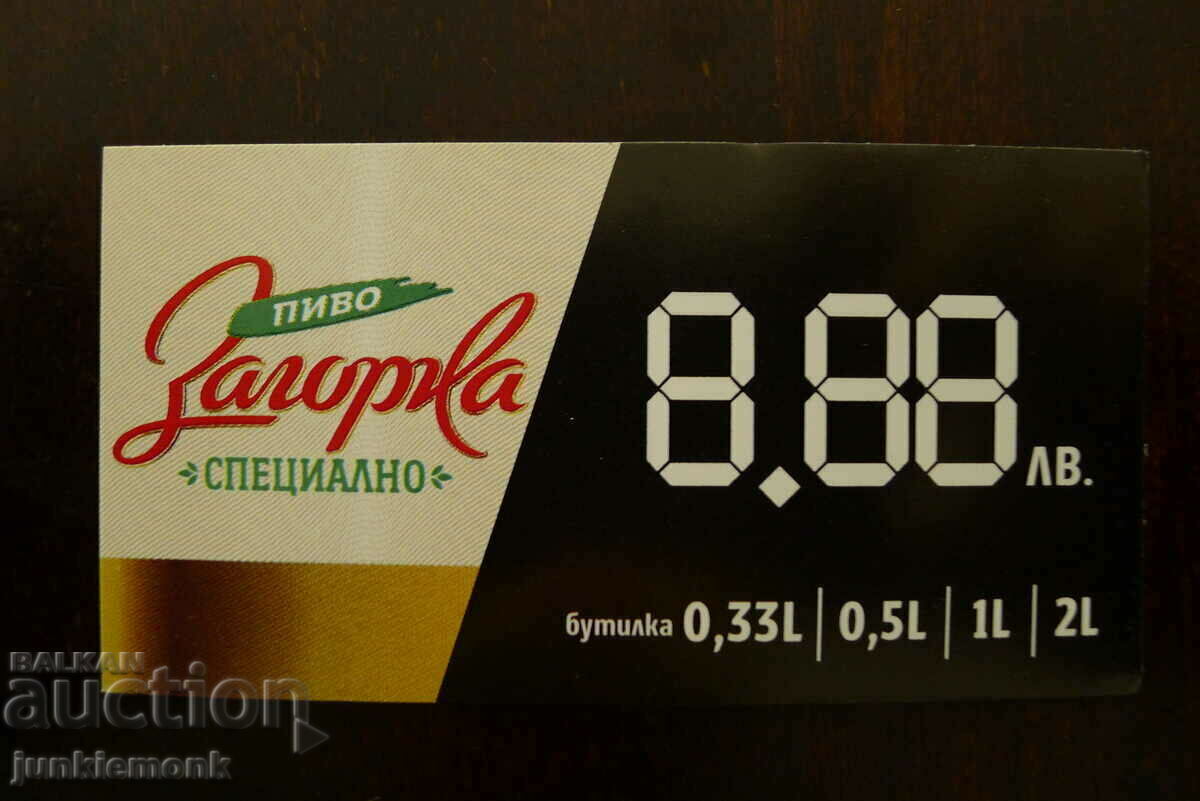 ПИВО
Загорка
СПЕЦИАЛНО
8.88 ЛВ.
бутилка 0,33L | 0,5L | 1L | 2L
BALKAN
auction
junkiemonk